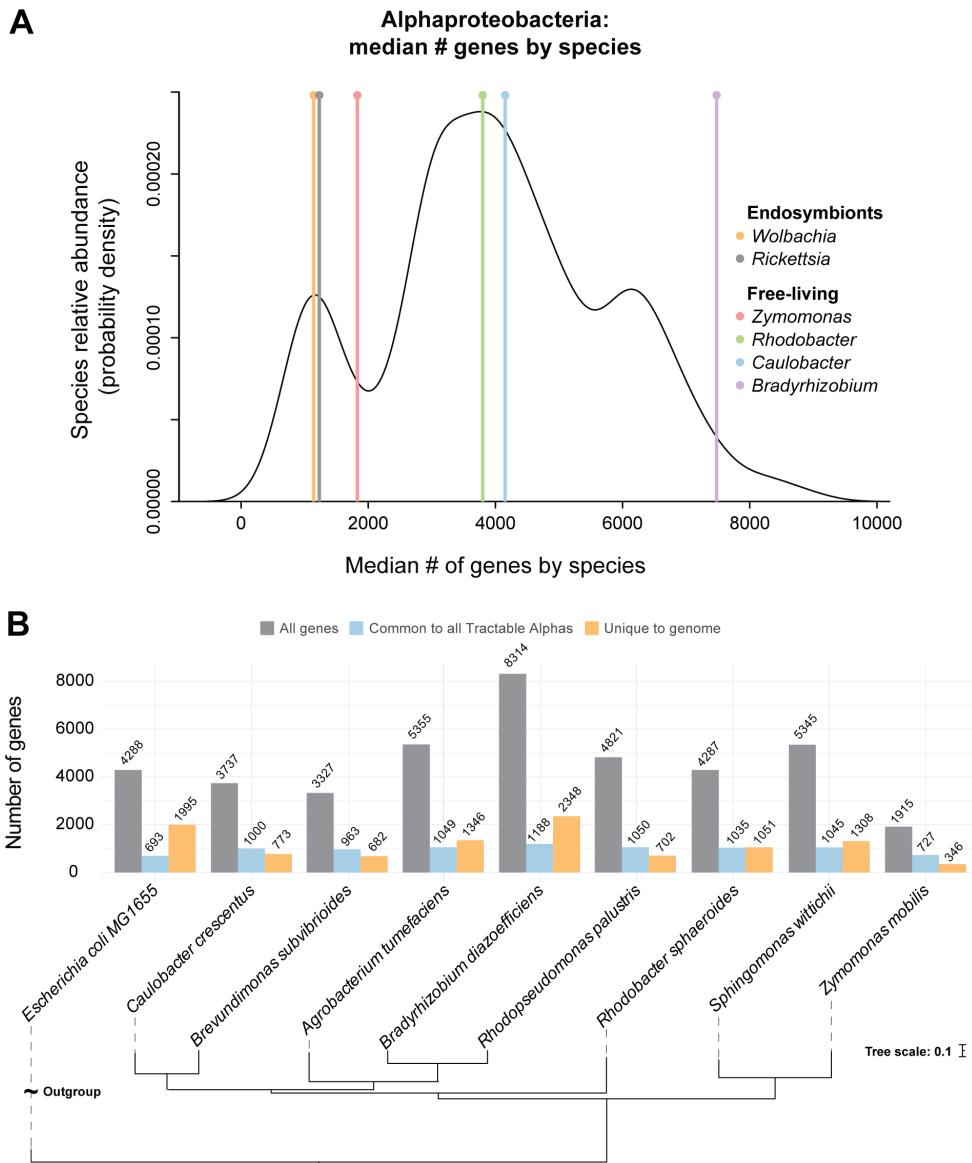 A
Alphaproteobacteria:
median # genes by species
Species relative abundance
(probability density)
0.00020
0.00010
0.00000
Endosymbionts
Wolbachia
Rickettsia
Free-living
Zymomonas
Rhodobacter
Caulobacter
Bradyrhizobium
0 2000 4000 6000 8000 10000
Median # of genes by species
B
All genes Common to all Tractable Alphas Unique to genome
Number of genes
8000
6000
4000
2000
0
4288 693 1995
3737 1000 773
3327 963 682
5355 1049 1346
8314 1188 2348
4821 1050 702
4287 1035 1051
5345 1045 1308
1915 727 346
Escherichia coli MG1655
Caulobacter crescentus
Brevundimonas subvibrioides
Agrobacterium tumefaciens
Bradyrhizobium diazoefficiens
Rhodopseudomonas palustris
Rhodobacter sphaeroides
Sphingomonas wittichii
Zymomonas mobilis
Tree scale: 0.1
~ Outgroup